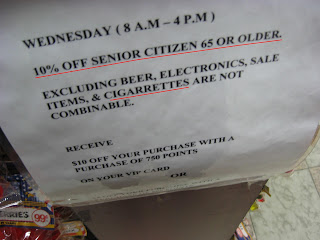 WEDNESDAY ( 8 A.M – 4 P.M )
10% OFF SENIOR CITIZEN 65 OR OLDER.
EXCLUDING BEER, ELECTRONICS, SALE
ITEMS, & CIGARRETTES ARE NOT
COMBINABLE.
RECEIVE
$10 OFF YOUR PURCHASE WITH A
PURCHASE OF 750 POINTS
ON YOUR VIP CARD
OR
99¢